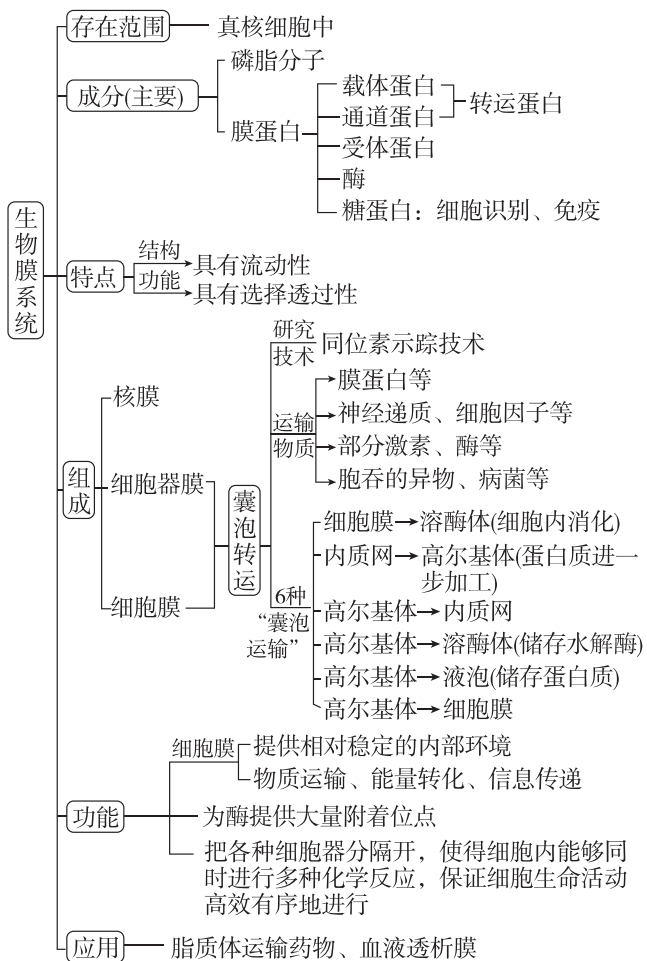 生物膜系统
存在范围
真核细胞中
成分(主要)
磷脂分子
膜蛋白
载体蛋白
通道蛋白
转运蛋白
受体蛋白
酶
糖蛋白：细胞识别、免疫
特点
结构
具有流动性
功能
具有选择透过性
组成
核膜
细胞器膜
细胞膜
囊泡转运
研究
技术
同位素示踪技术
运输
物质
膜蛋白等
神经递质、细胞因子等
部分激素、酶等
胞吞的异物、病菌等
6种
“囊泡
运输”
细胞膜→溶酶体(细胞内消化)
内质网→高尔基体(蛋白质进一
步加工)
高尔基体→内质网
高尔基体→溶酶体(储存水解酶)
高尔基体→液泡(储存蛋白质)
高尔基体→细胞膜
功能
细胞膜
提供相对稳定的内部环境
物质运输、能量转化、信息传递
为酶提供大量附着位点
把各种细胞器分隔开，使得细胞内能够同
时进行多种化学反应，保证细胞生命活动
高效有序地进行
应用
脂质体运输药物、血液透析膜